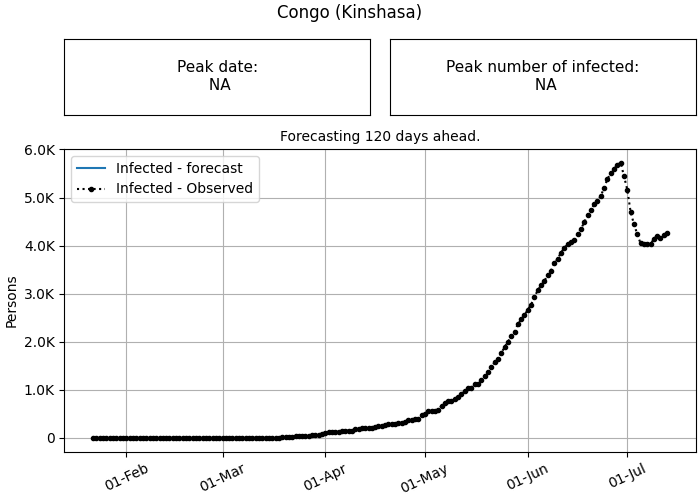 Congo (Kinshasa)
Peak date:
NA
Peak number of infected:
NA
Forecasting 120 days ahead.
Infected - forecast
Infected - Observed
Persons
6.0K
5.0K
4.0K
3.0K
2.0K
1.0K
0
01-Feb
01-Mar
01-Apr
01-May
01-Jun
01-Jul